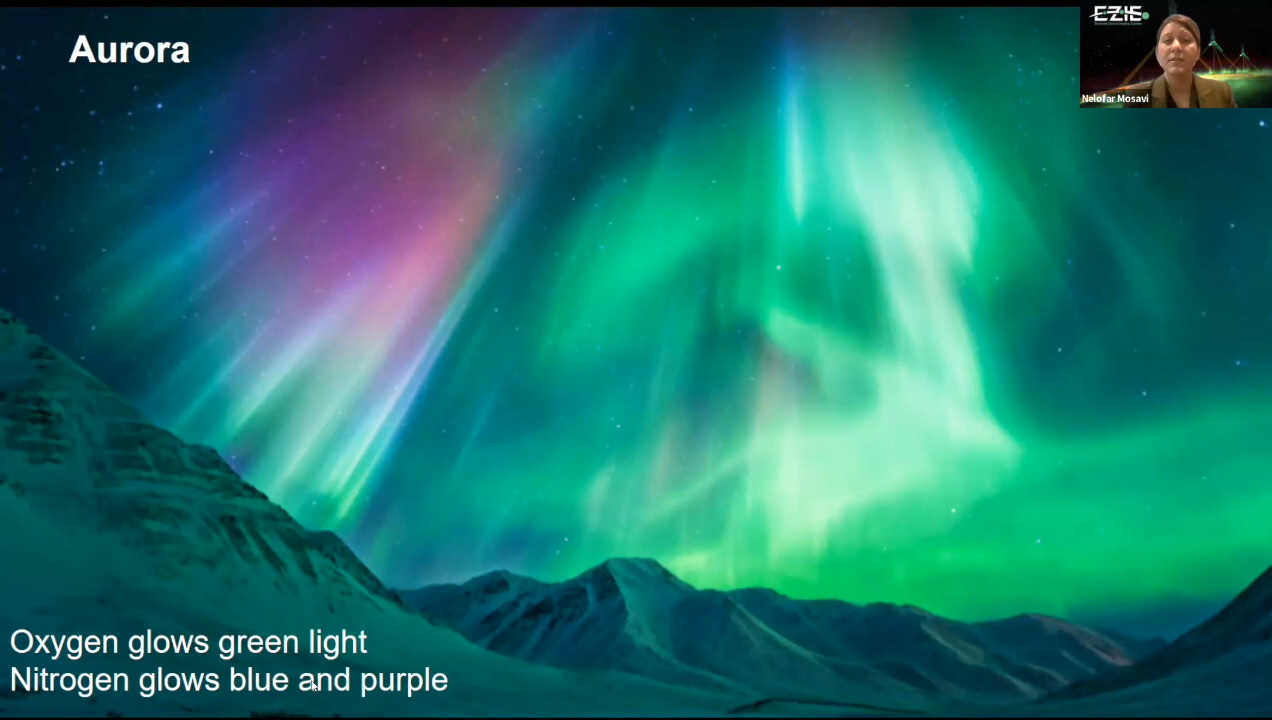 Aurora
EZIE
Nelofar Mosavi
Oxygen glows green light
Nitrogen glows blue and purple